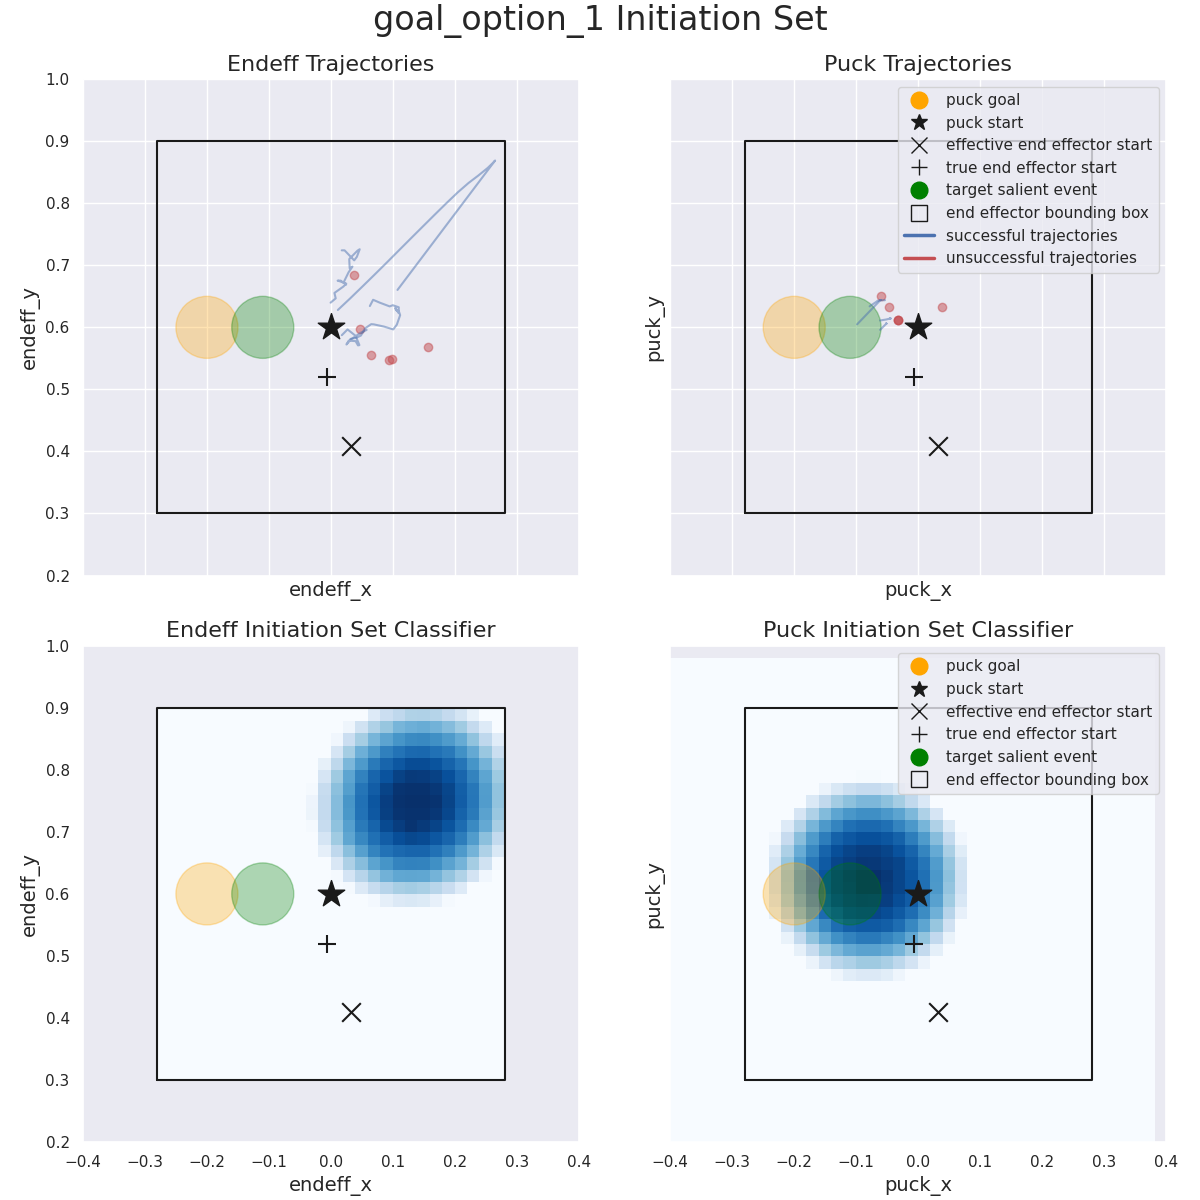 goal_option_1 Initiation Set
Endeff Trajectories
1.0
0.9
0.8
0.7
0.6
0.5
0.4
0.3
0.2
endeff_y
endeff_x
Puck Trajectories
puck goal
puck start
effective end effector start
true end effector start
target salient event
end effector bounding box
successful trajectories
unsuccessful trajectories
puck_y
puck_x
Endeff Initiation Set Classifier
1.0
0.9
0.8
0.7
0.6
0.5
0.4
0.3
0.2
endeff_y
−0.4 −0.3 −0.2 −0.1 0.0 0.1 0.2 0.3 0.4
endeff_x
Puck Initiation Set Classifier
puck goal
puck start
effective end effector start
true end effector start
target salient event
end effector bounding box
puck_y
−0.4 −0.3 −0.2 −0.1 0.0 0.1 0.2 0.3 0.4
puck_x